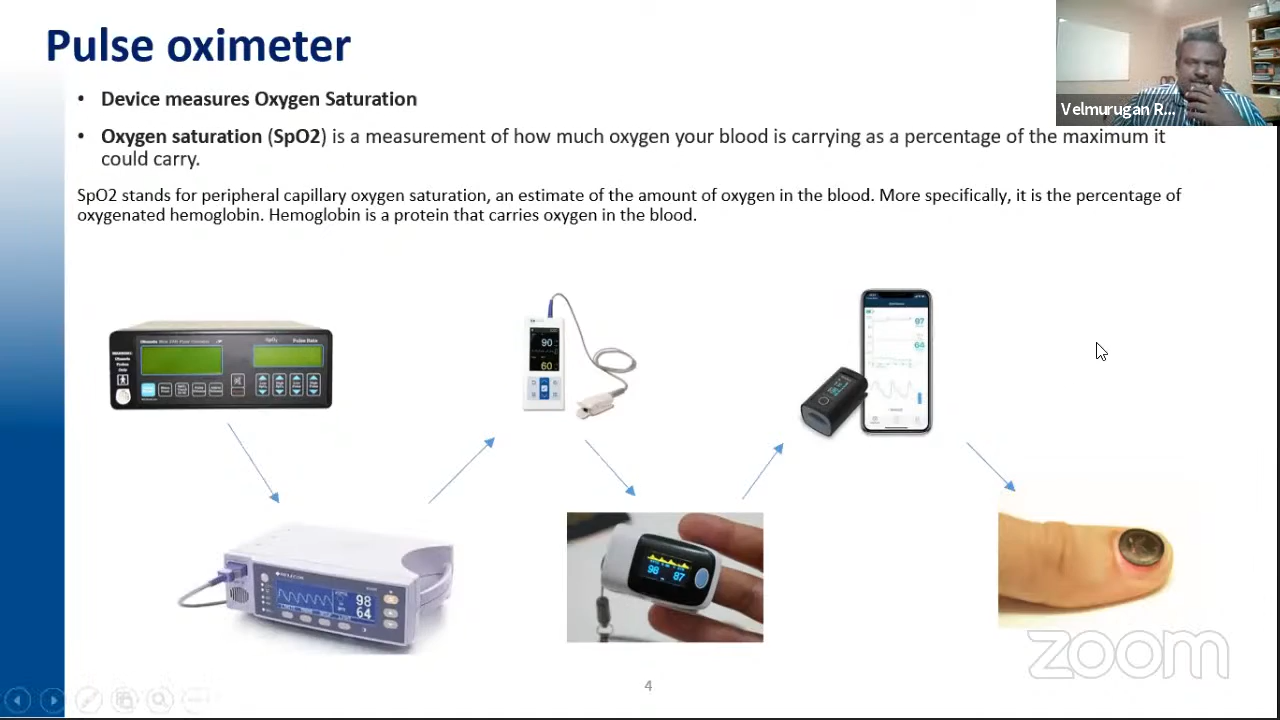 Pulse oximeter
• Device measures Oxygen Saturation
• Oxygen saturation (SpO2) is a measurement of how much oxygen your blood is carrying as a percentage of the maximum it
could carry.
SpO2 stands for peripheral capillary oxygen saturation, an estimate of the amount of oxygen in the blood. More specifically, it is the percentage of
oxygenated hemoglobin. Hemoglobin is a protein that carries oxygen in the blood.
Velmurugan R...
SpO2 Pulse Rate
90
60
97
64
98
64
98 87
zoom
4